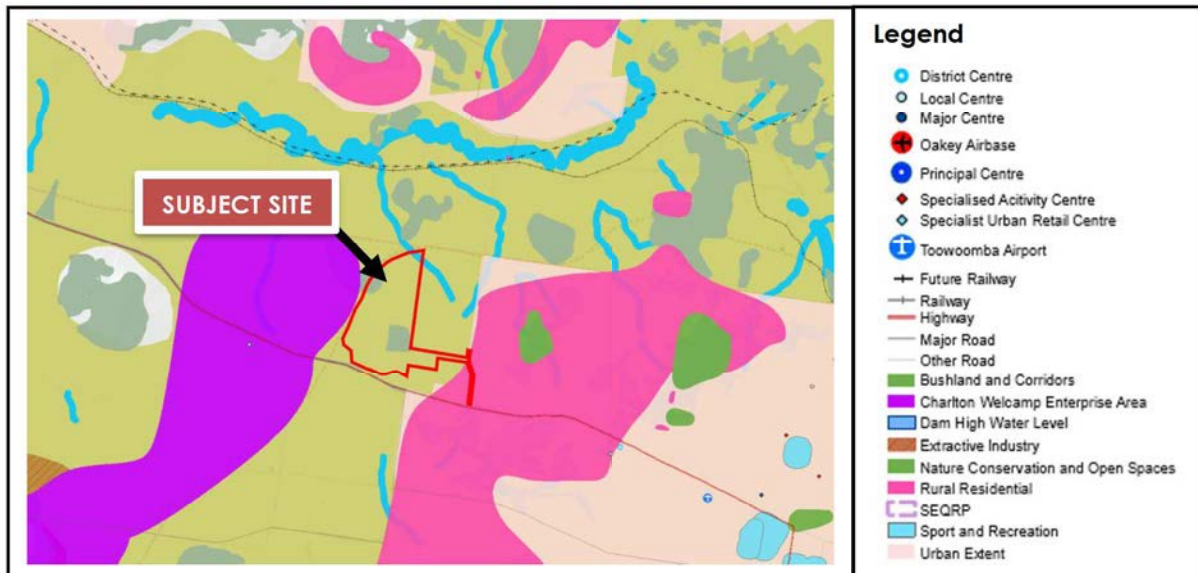 SUBJECT SITE
Legend
District Centre
Local Centre
Major Centre
Oakey Airbase
Principal Centre
Specialised Acitivity Centre
Specialist Urban Retail Centre
Toowoomba Airport
Future Railway
Railway
Highway
Major Road
Other Road
Bushland and Corridors
Charlton Welcamp Enterprise Area
Dam High Water Level
Extractive Industry
Nature Conservation and Open Spaces
Rural Residential
SEQRP
Sport and Recreation
Urban Extent